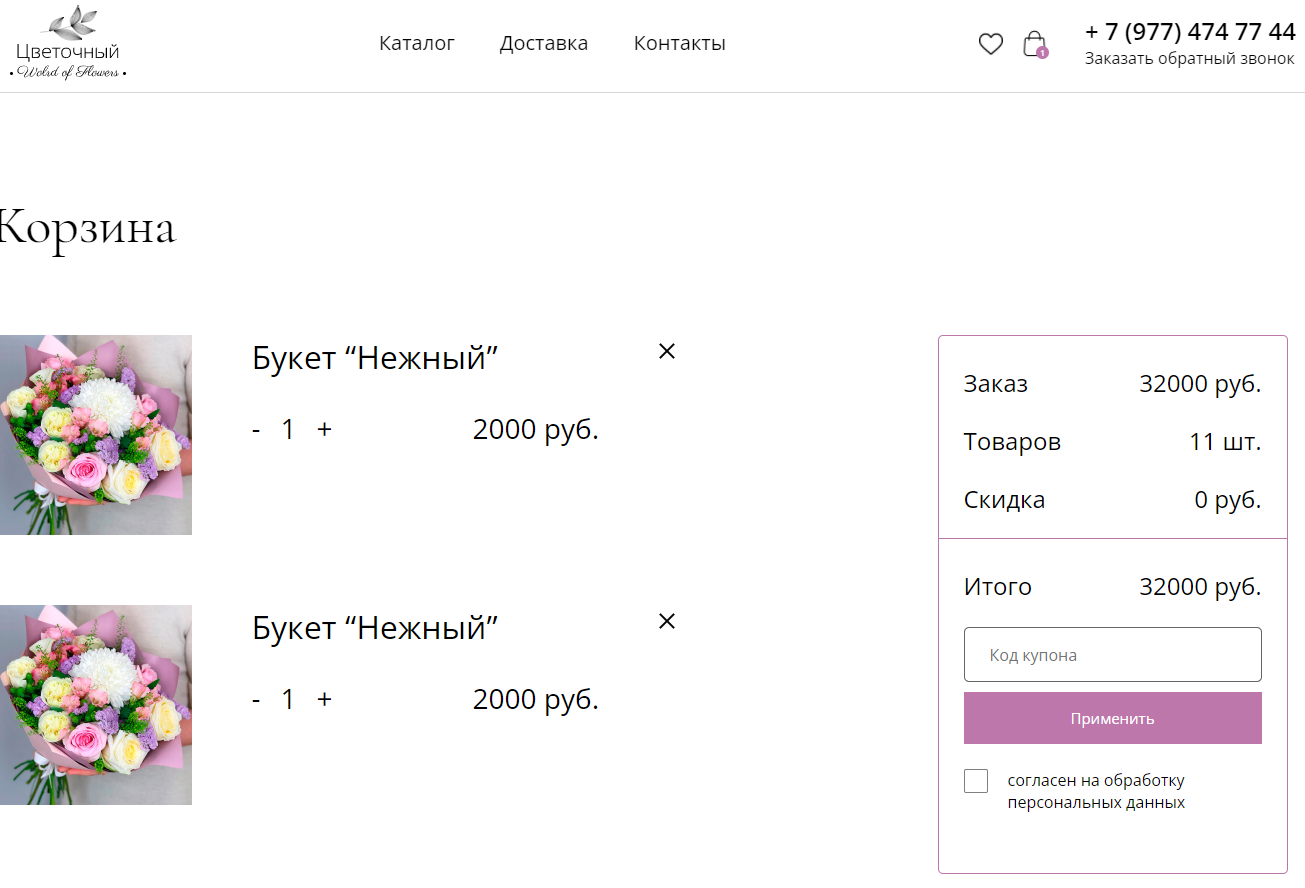 Цветочный
• Wolrd of Flowers •
Каталог
Доставка
Контакты
1
+ 7 (977) 474 77 44
Заказать обратный звонок
Корзина
Букет “Нежный”
- 1 +
2000 руб.
Букет “Нежный”
- 1 +
2000 руб.
Заказ 32000 руб.
Товаров 11 шт.
Скидка 0 руб.
Итого 32000 руб.
Код купона
Применить
согласен на обработку
персональных данных